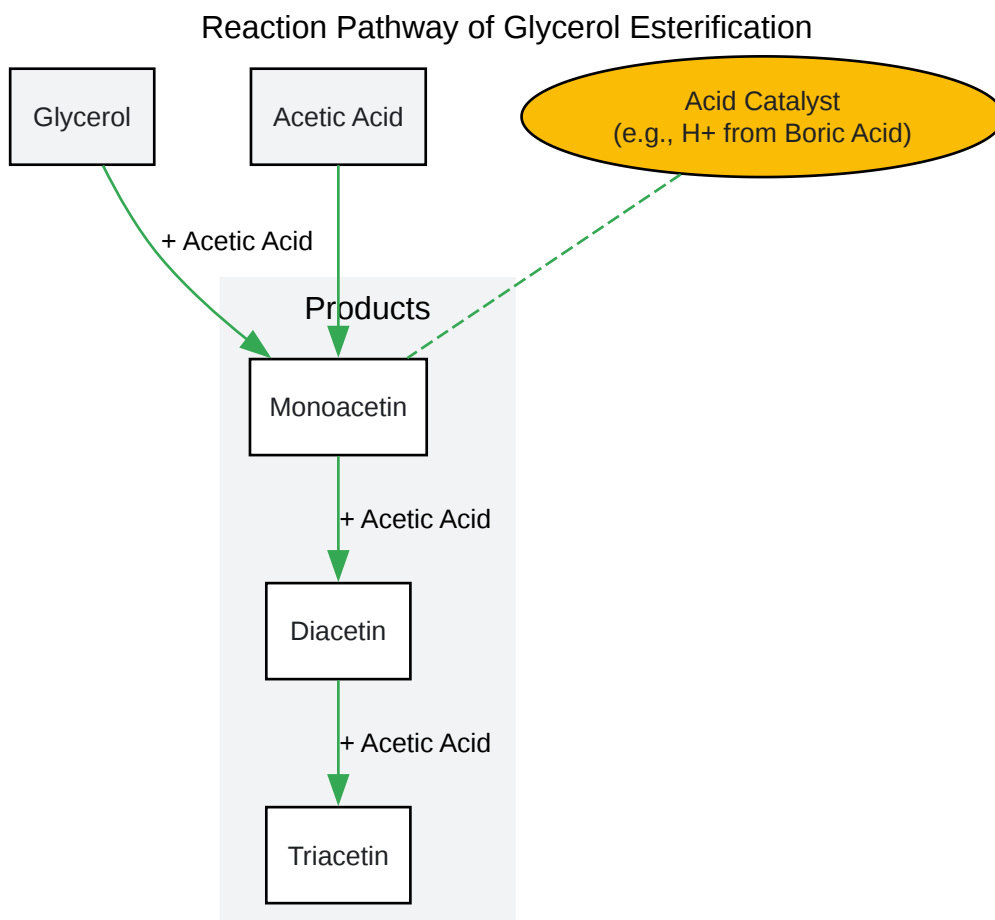 Reaction Pathway of Glycerol Esterification
Glycerol
Acetic Acid
Acid Catalyst
(e.g., H+ from Boric Acid)
+ Acetic Acid
Products
Monoacetin
+ Acetic Acid
Diacetin
+ Acetic Acid
Triacetin